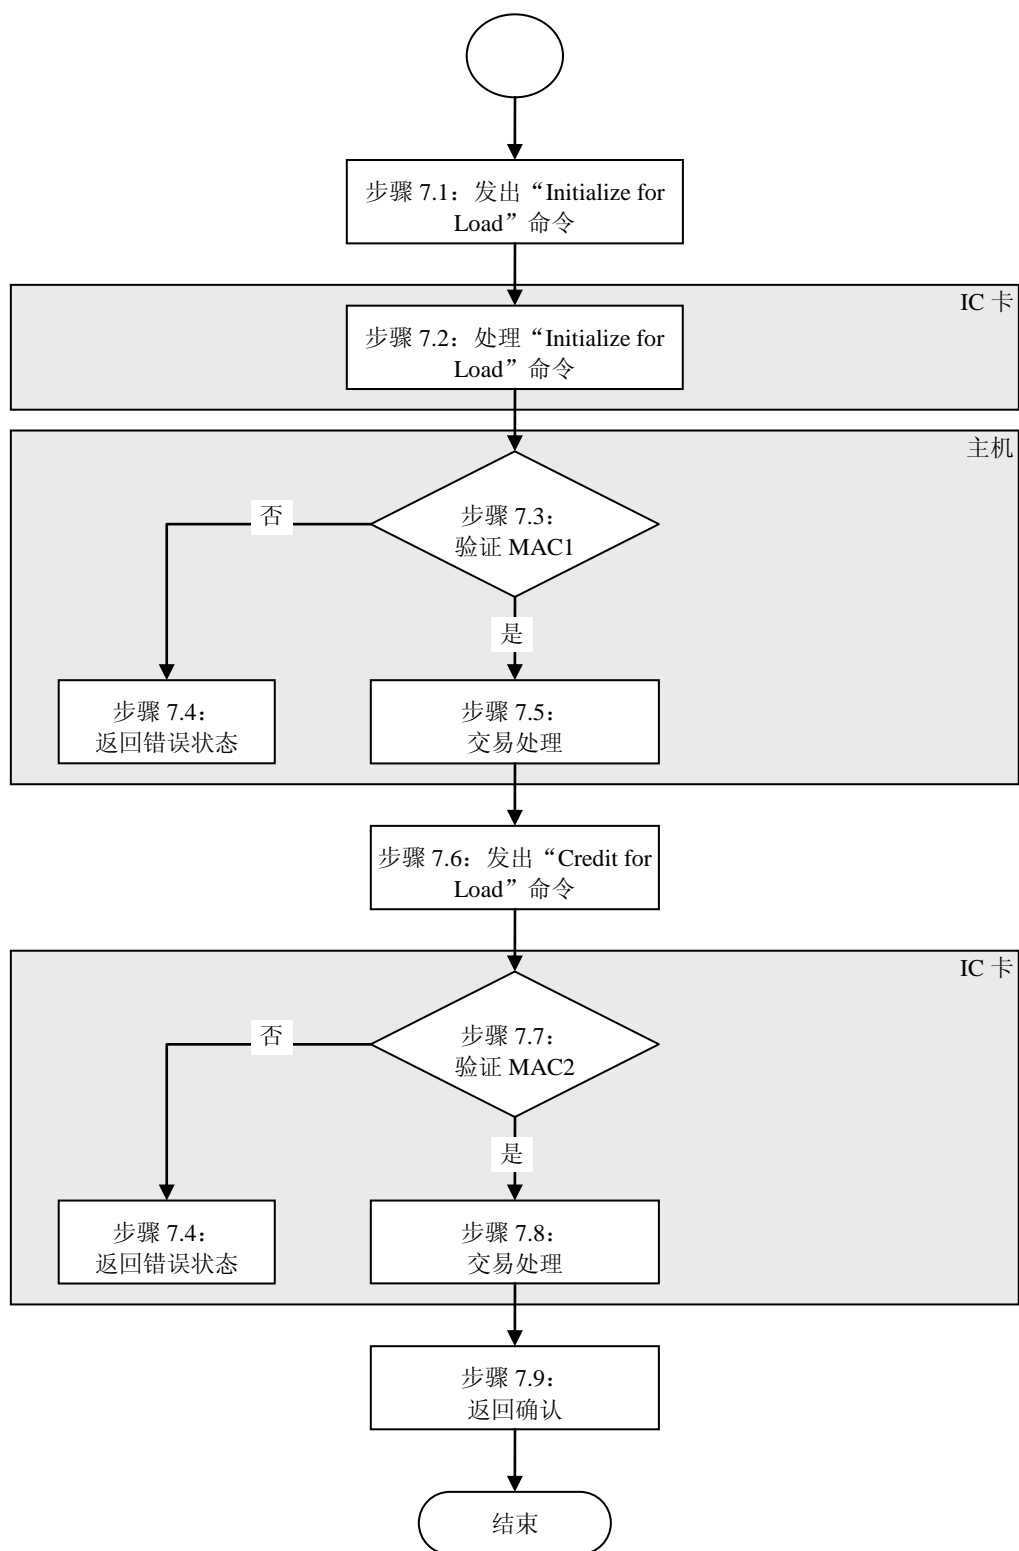 步骤 7.1：发出“Initialize for
Load”命令
IC 卡
步骤 7.2：处理“Initialize for
Load”命令
主机
步骤 7.3：
验证 MAC1
否
是
步骤 7.4：
返回错误状态
步骤 7.5：
交易处理
步骤 7.6：发出“Credit for
Load”命令
IC 卡
步骤 7.7：
验证 MAC2
否
是
步骤 7.4：
返回错误状态
步骤 7.8：
交易处理
步骤 7.9：
返回确认
结束